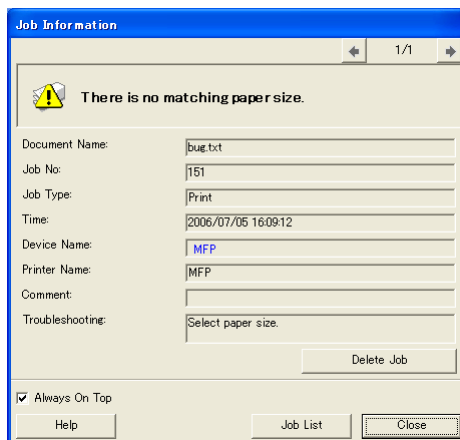 Job Information
1/1
There is no matching paper size.
Document Name: bug.txt
Job No: 151
Job Type: Print
Time: 2006/07/05 16:09:12
Device Name: MFP
Printer Name: MFP
Comment:
Troubleshooting: Select paper size.
Delete Job
Always On Top
Help Job List Close